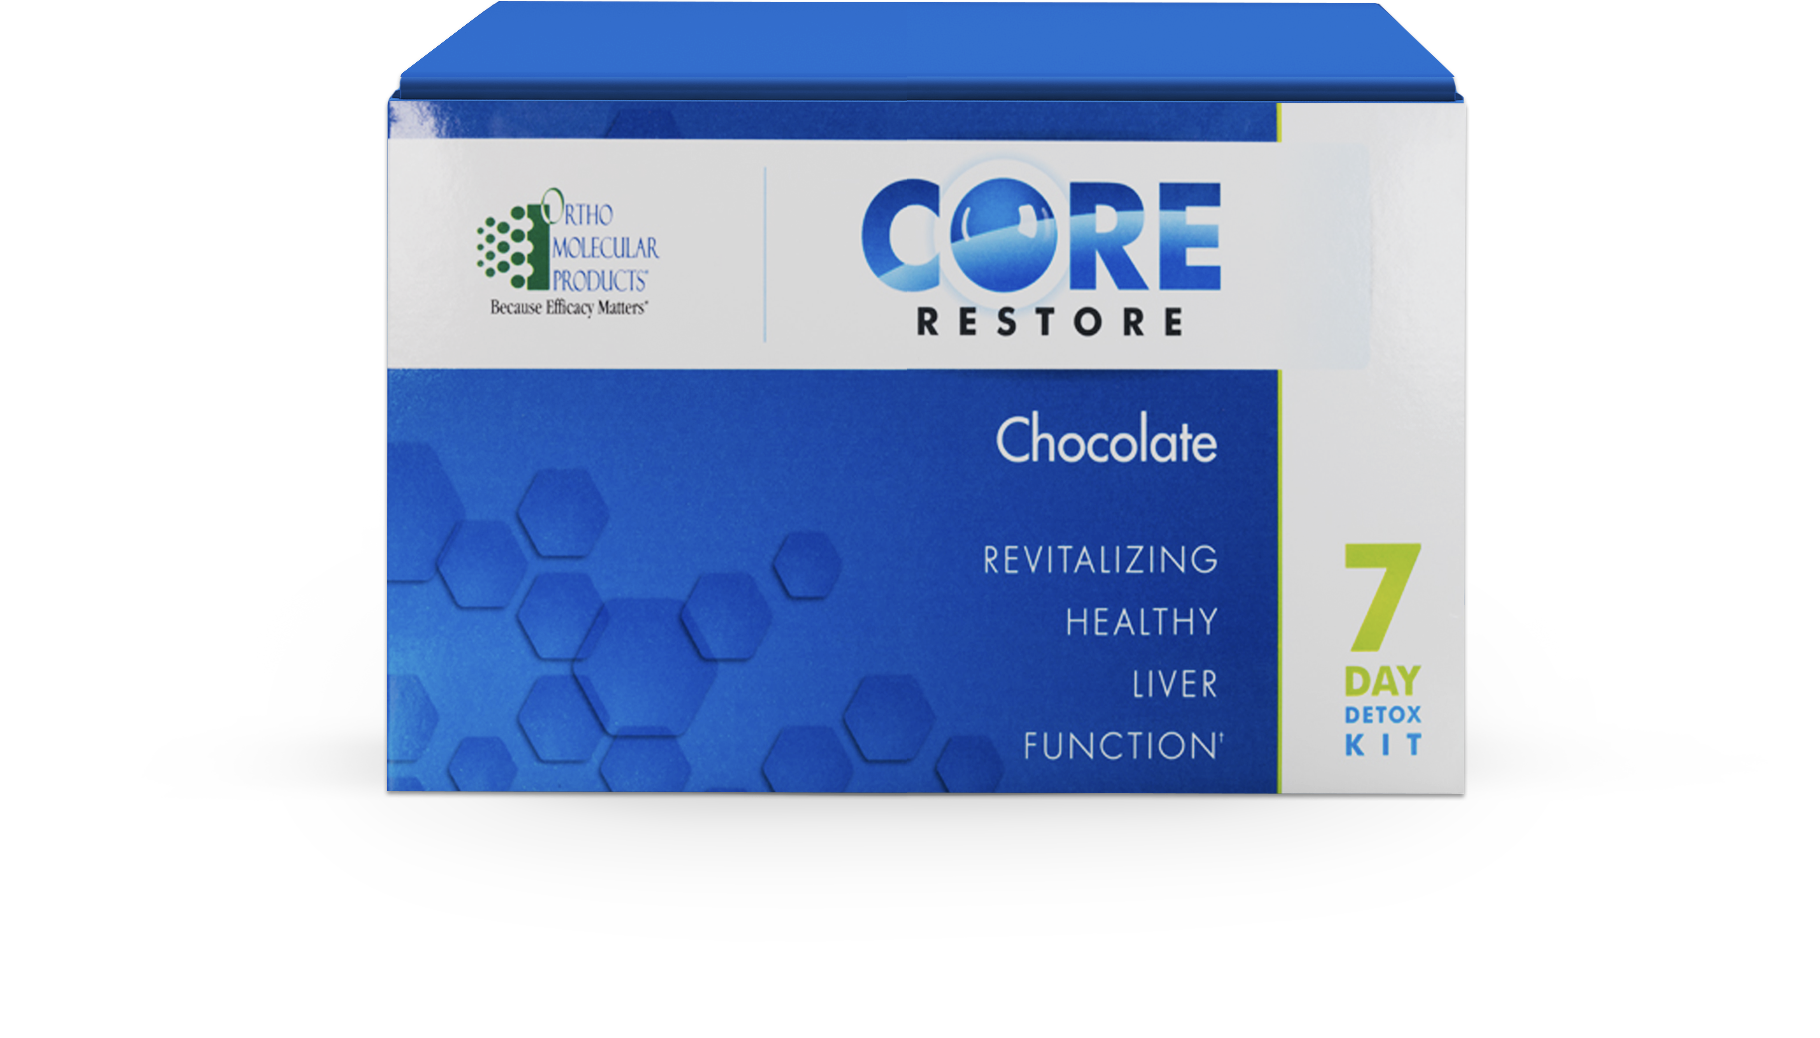 ORTHO
MOLECULAR
PRODUCTS®
Because Efficacy Matters®
CORE
RESTORE
Chocolate
REVITALIZING
HEALTHY
LIVER
FUNCTION†
7
DAY
DETOX
KIT